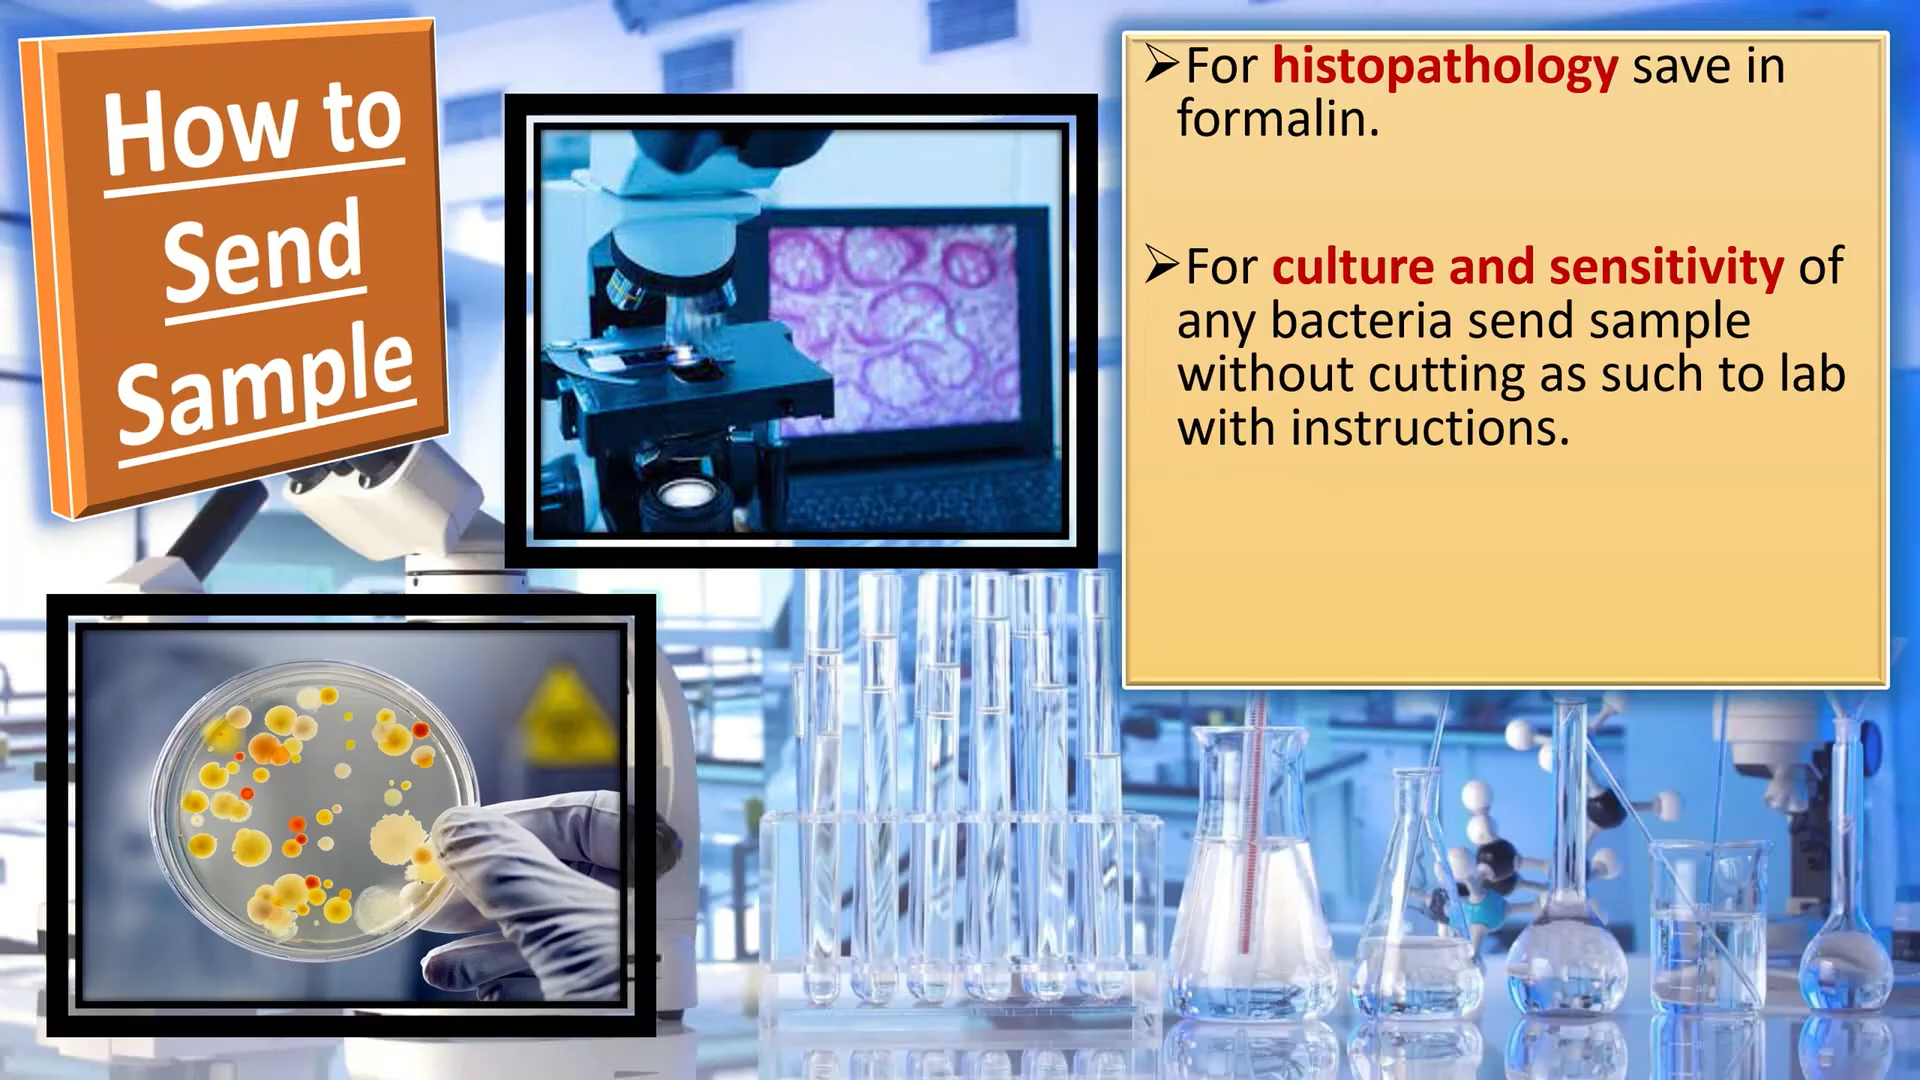 How to
Send
Sample
➢For histopathology save in
formalin.
➢For culture and sensitivity of
any bacteria send sample
without cutting as such to lab
with instructions.